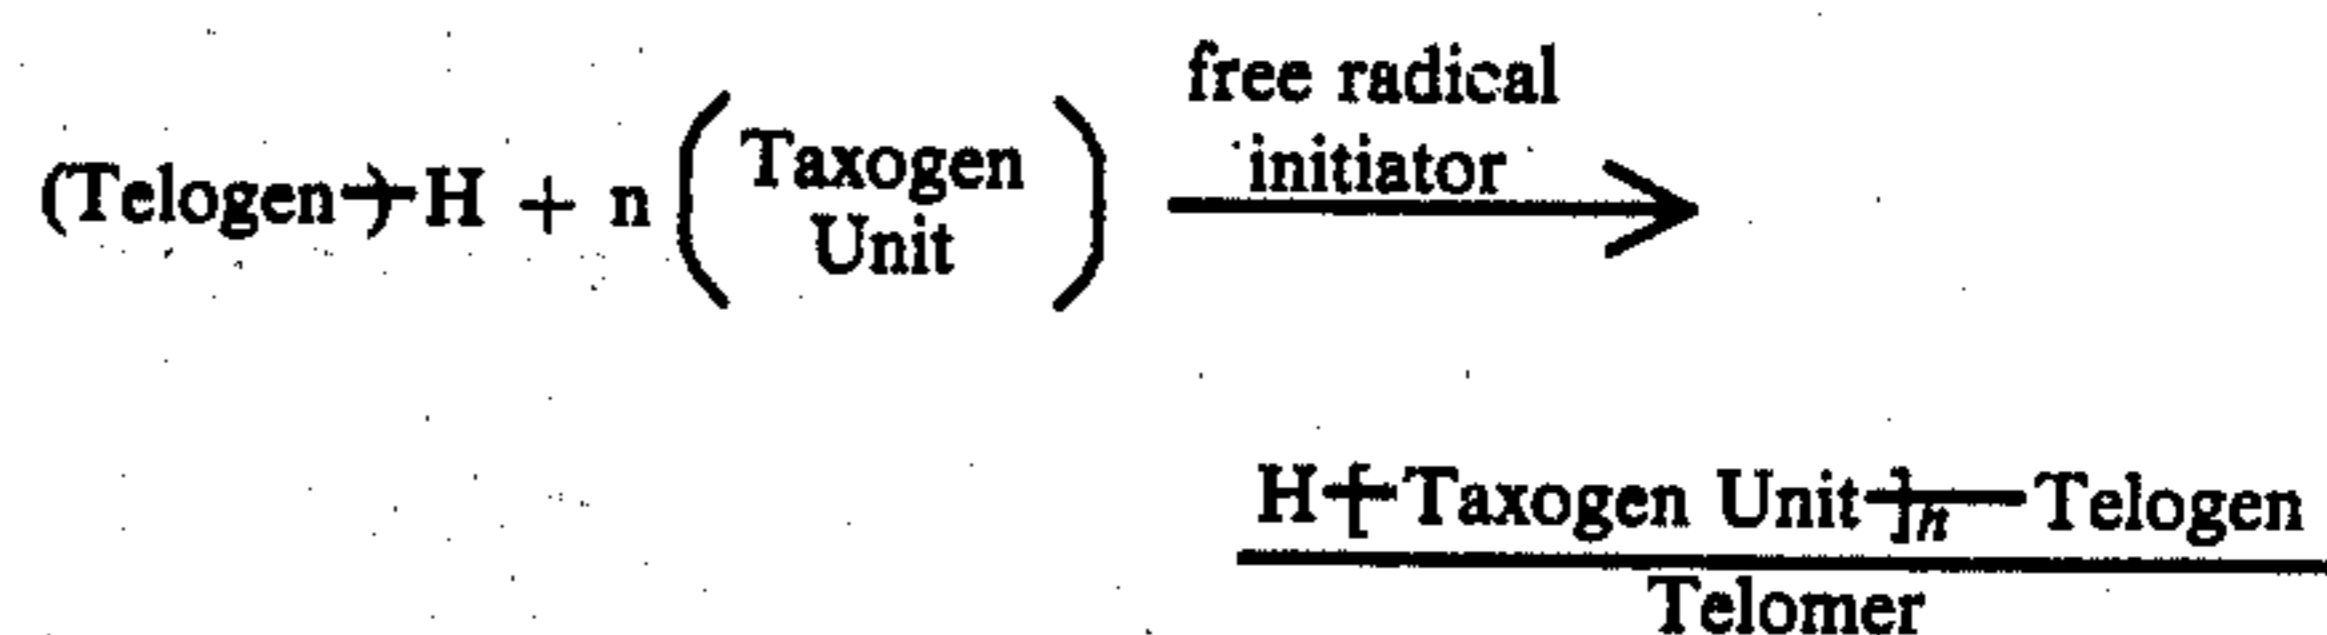 free radical
initiator
(Telogen)-H + n (Taxogen Unit)
H-[Taxogen Unit]n-Telogen
Telomer